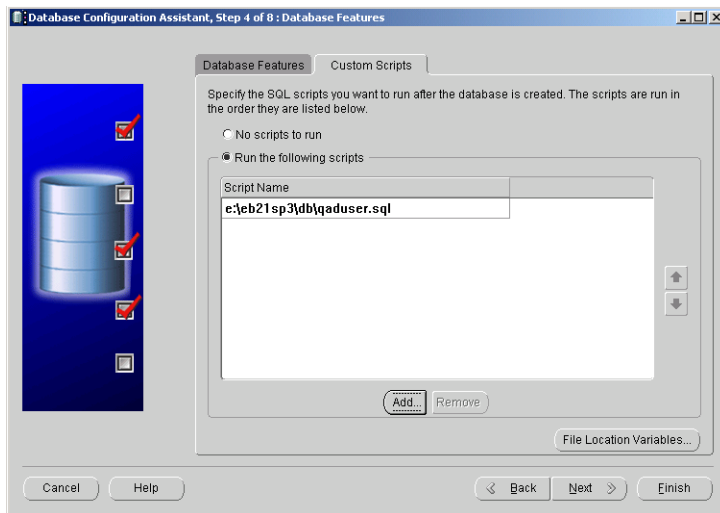 Database Configuration Assistant, Step 4 of 8 : Database Features
Database Features
Custom Scripts
Specify the SQL scripts you want to run after the database is created. The scripts are run in
the order they are listed below.
No scripts to run
Run the following scripts
Script Name
e:\eb21sp3\db\qaduser.sql
Add...
Remove
File Location Variables...
Cancel
Help
Back
Next
Finish